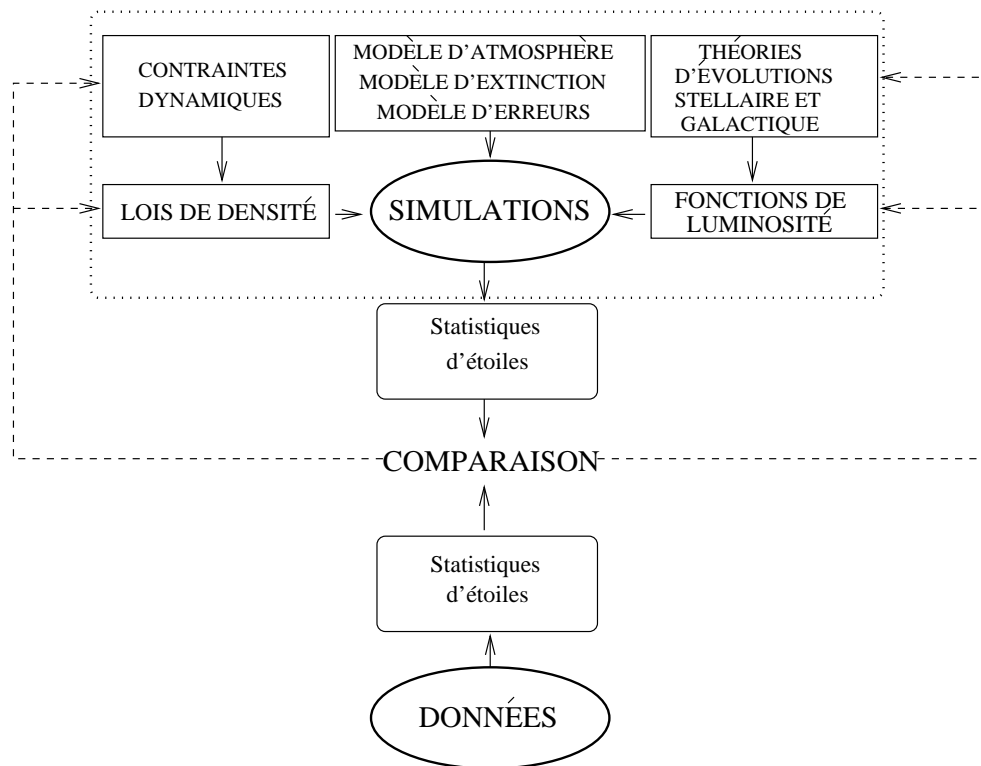 CONTRAINTES
DYNAMIQUES
MODÈLE D'ATMOSPHÈRE
MODÈLE D'EXTINCTION
MODÈLE D'ERREURS
THÉORIES
D'ÉVOLUTIONS
STELLAIRE ET
GALACTIQUE
LOIS DE DENSITÉ
SIMULATIONS
FONCTIONS DE
LUMINOSITÉ
Statistiques
d'étoiles
COMPARAISON
Statistiques
d'étoiles
DONNÉES